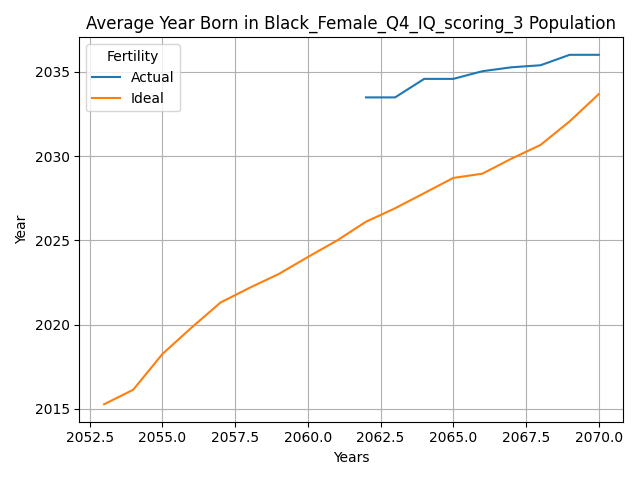 Average Year Born in Black_Female_Q4_IQ_scoring_3 Population
Fertility
Actual
Ideal
2035
2030
2025
2020
2015
Year
2052.5 2055.0 2057.5 2060.0 2062.5 2065.0 2067.5 2070.0
Years